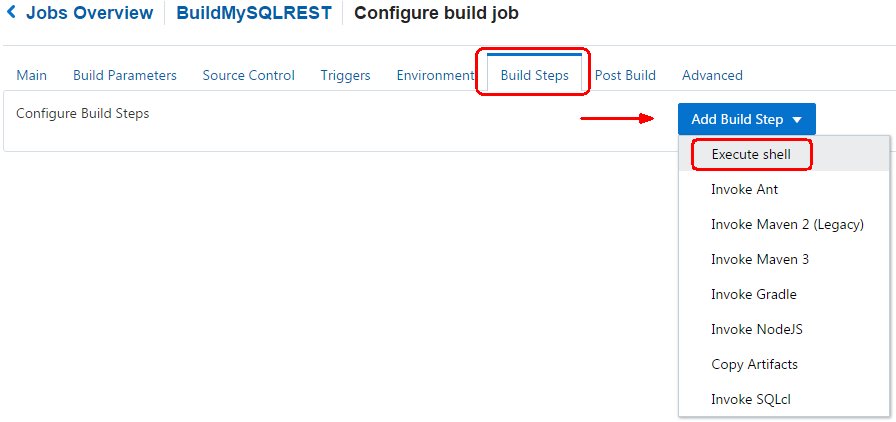 Jobs Overview BuildMySQLREST Configure build job
Main Build Parameters Source Control Triggers Environment Build Steps Post Build Advanced
Configure Build Steps
Add Build Step
Execute shell
Invoke Ant
Invoke Maven 2 (Legacy)
Invoke Maven 3
Invoke Gradle
Invoke NodeJS
Copy Artifacts
Invoke SQLcl